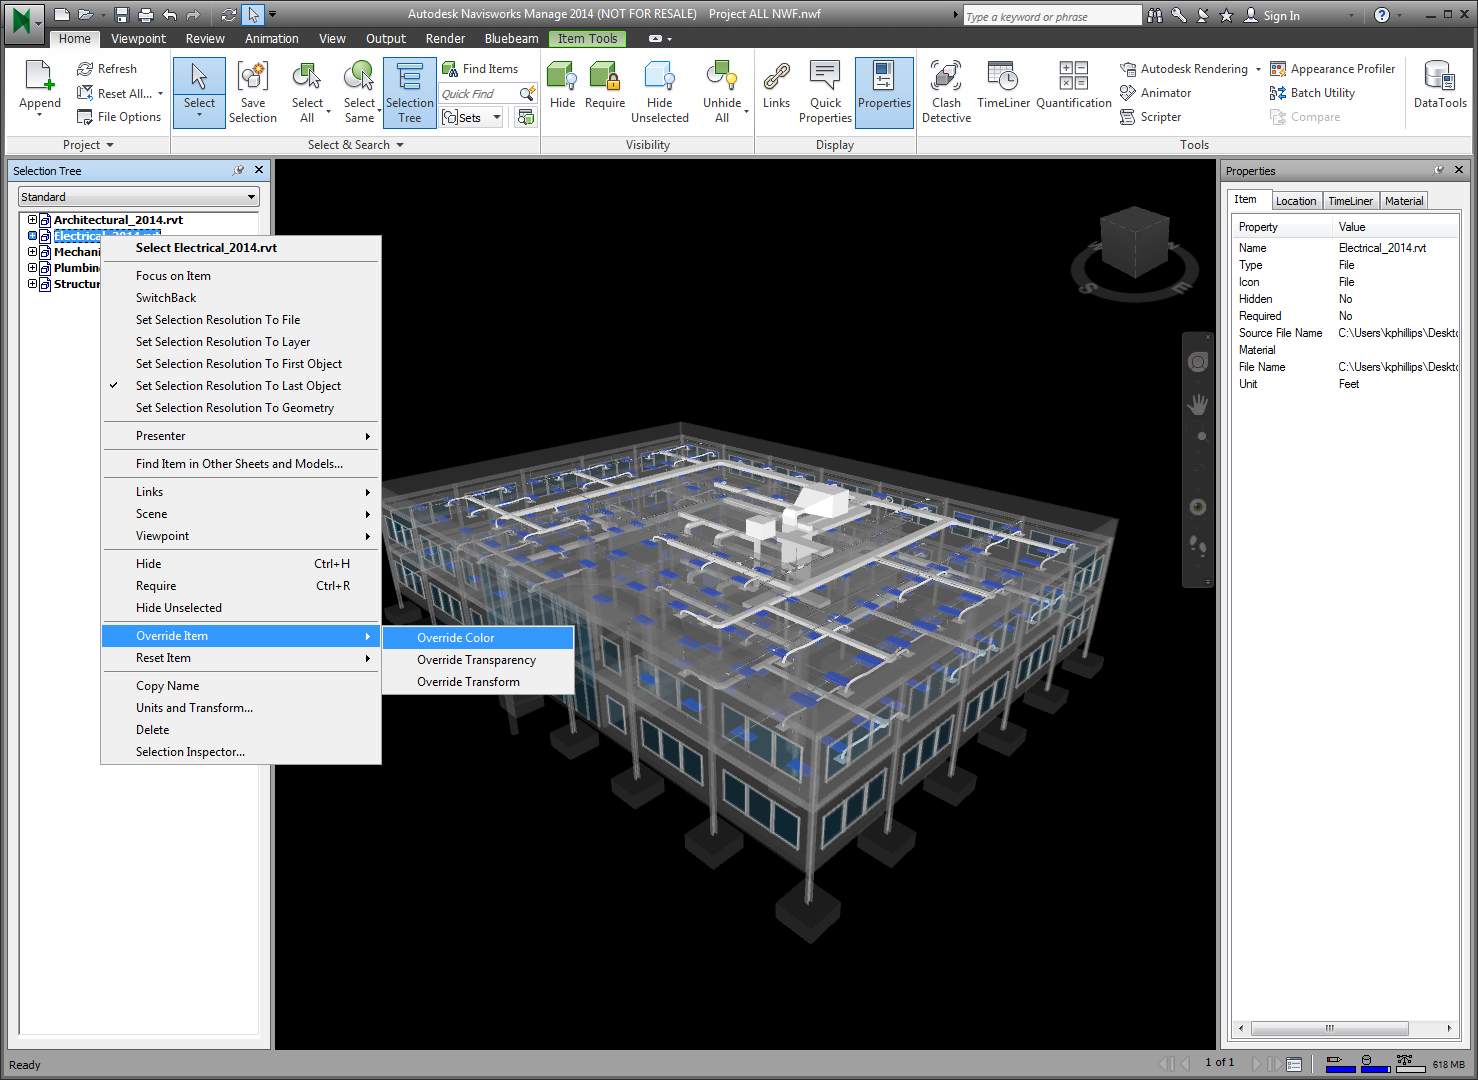 Autodesk Navisworks Manage 2014 (NOT FOR RESALE) Project ALL NWF.nwf
Type a keyword or phrase
Sign In
Home Viewpoint Review Animation View Output Render Bluebeam Item Tools
Append
Refresh
Reset All...
File Options
Project
Select
Save Selection
Select All
Select Same
Selection Tree
Find Items
Quick Find
Sets
Select & Search
Hide
Require
Hide Unselected
Unhide All
Visibility
Links
Quick Properties
Properties
Display
Clash Detective
TimeLiner
Quantification
Autodesk Rendering
Animator
Scripter
Appearance Profiler
Batch Utility
Compare
DataTools
Tools
Selection Tree
Standard
Architectural_2014.rvt
Electrical_2014.rvt
Mechani
Plumbin
Structur
Select Electrical_2014.rvt
Focus on Item
SwitchBack
Set Selection Resolution To File
Set Selection Resolution To Layer
Set Selection Resolution To First Object
Set Selection Resolution To Last Object
Set Selection Resolution To Geometry
Presenter
Find Item in Other Sheets and Models...
Links
Scene
Viewpoint
Hide Ctrl+H
Require Ctrl+R
Hide Unselected
Override Item
Reset Item
Copy Name
Units and Transform...
Delete
Selection Inspector...
Override Color
Override Transparency
Override Transform
S E
Properties
Item Location TimeLiner Material
Property Value
Name Electrical_2014.rvt
Type File
Icon File
Hidden No
Required No
Source File Name C:\Users\kphillips\Deskto
Material
File Name C:\Users\kphillips\Deskto
Unit Feet
Ready
1 of 1
618 MB